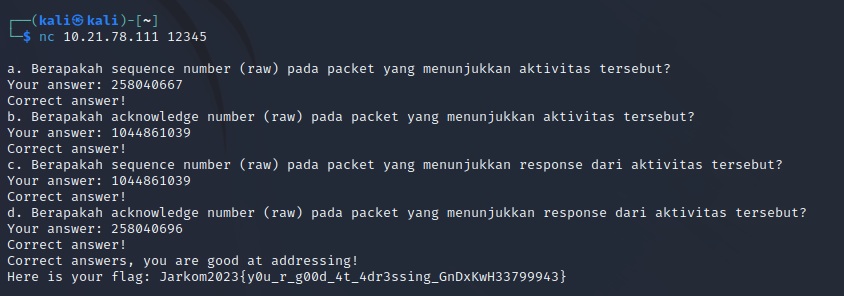 ┌──(kali㉿kali)-[~]
└─$ nc 10.21.78.111 12345
a. Berapakah sequence number (raw) pada packet yang menunjukkan aktivitas tersebut?
Your answer: 258040667
Correct answer!
b. Berapakah acknowledge number (raw) pada packet yang menunjukkan aktivitas tersebut?
Your answer: 1044861039
Correct answer!
c. Berapakah sequence number (raw) pada packet yang menunjukkan response dari aktivitas tersebut?
Your answer: 1044861039
Correct answer!
d. Berapakah acknowledge number (raw) pada packet yang menunjukkan response dari aktivitas tersebut?
Your answer: 258040696
Correct answer!
Correct answers, you are good at addressing!
Here is your flag: Jarkom2023{y0u_r_g00d_4t_4dr3ssing_GnDxKwH33799943}